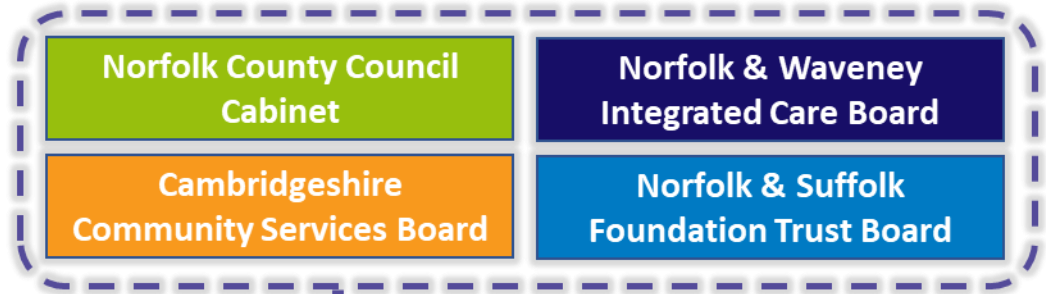 Norfolk County Council
Cabinet
Norfolk & Waveney
Integrated Care Board
Cambridgeshire
Community Services Board
Norfolk & Suffolk
Foundation Trust Board